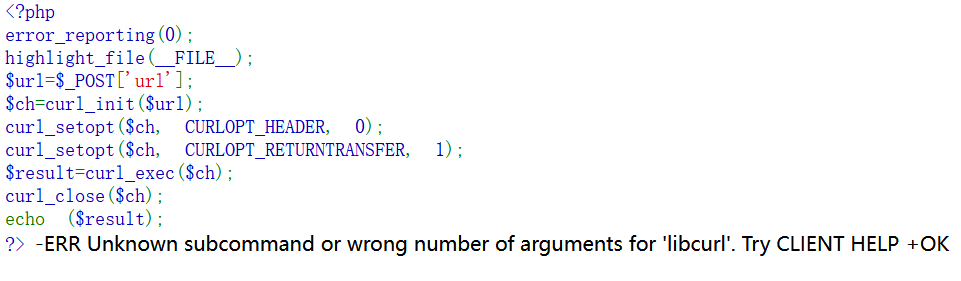 <?php
error_reporting(0);
highlight_file(__FILE__);
$url=$_POST['url'];
$ch=curl_init($url);
curl_setopt($ch, CURLOPT_HEADER, 0);
curl_setopt($ch, CURLOPT_RETURNTRANSFER, 1);
$result=curl_exec($ch);
curl_close($ch);
echo ($result);
?> -ERR Unknown subcommand or wrong number of arguments for 'libcurl'. Try CLIENT HELP +OK